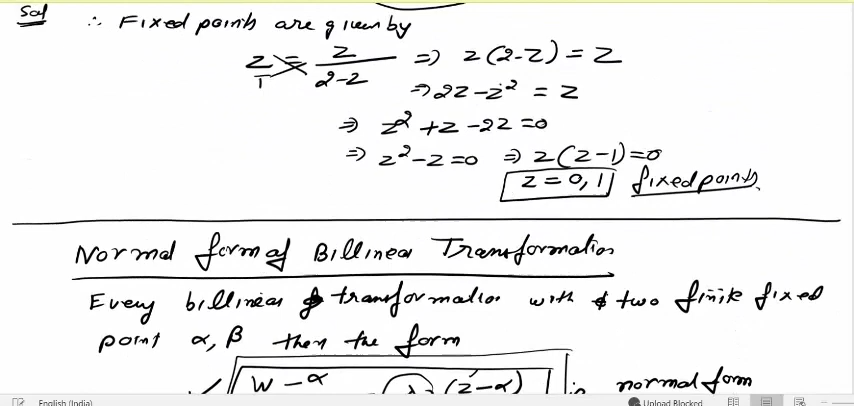 Sol ∴ Fixed points are given by
z/1 = z/(2-z) ⇒ z(2-z) = z
⇒ 2z - z² = z
⇒ z² + z - 2z = 0
⇒ z² - z = 0 ⇒ z(z-1) = 0
z = 0, 1 fixed points.
Normal form of Billinear Transformation
Every billinear transformation with two finite fixed
point α, β then the form
w - α λ (z - α) is normal form
English (India) Upload Blocked